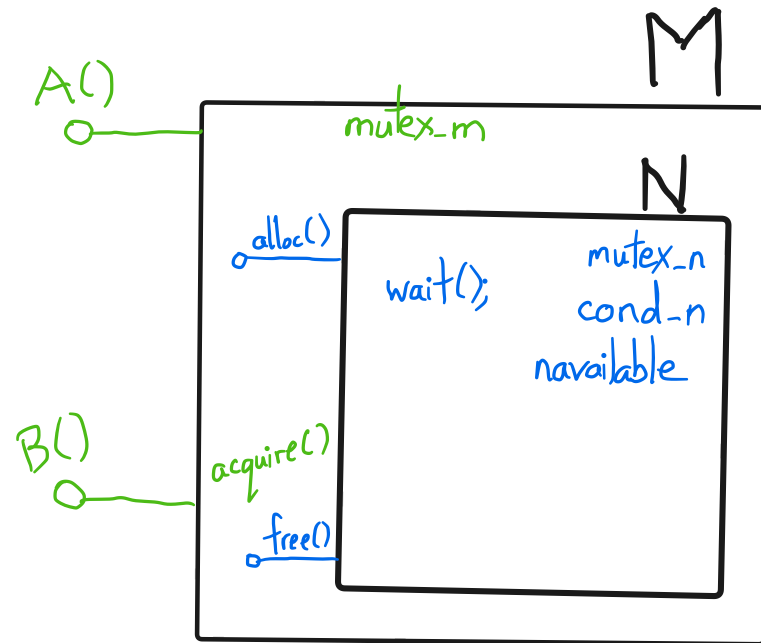 M
A()
mutex_m
N
alloc()
mutex_n
wait();
cond_n
navailable
B()
acquire()
free()